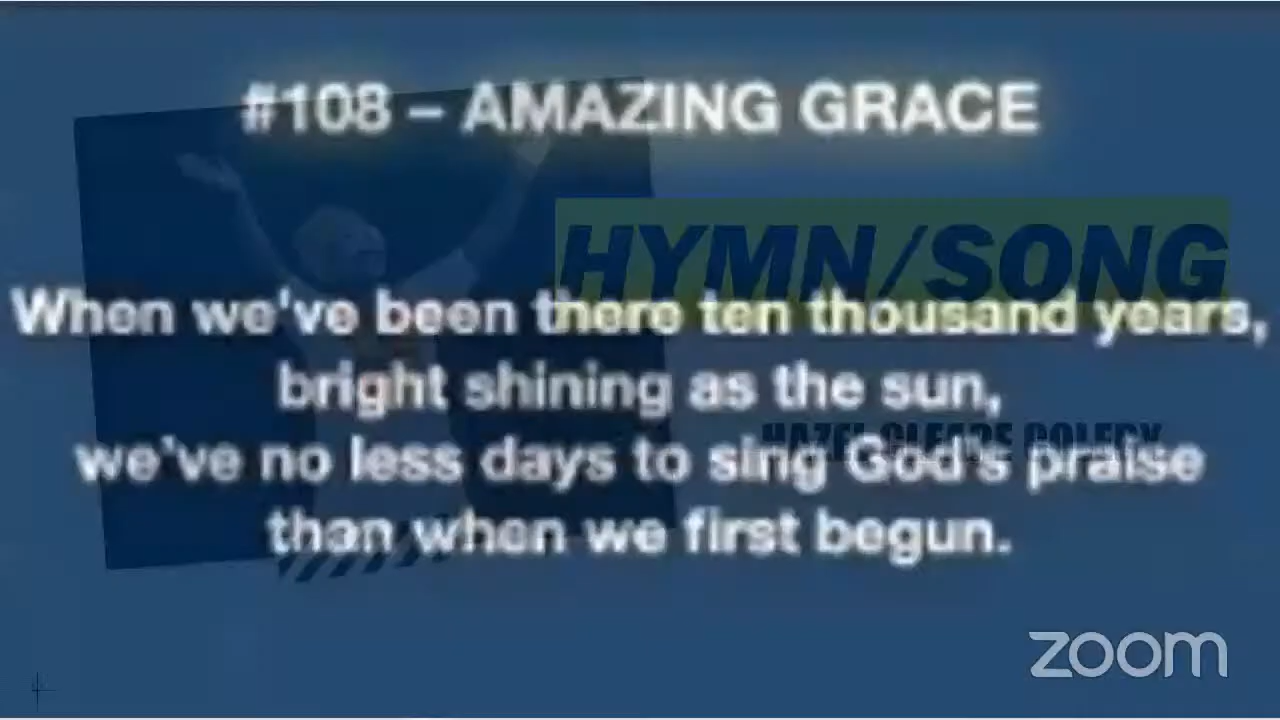 #108 – AMAZING GRACE
HYMN/SONG
When we've been there ten thousand years,
bright shining as the sun,
HAZEL
we've no less days to sing God's praise
than when we first begun.
zoom